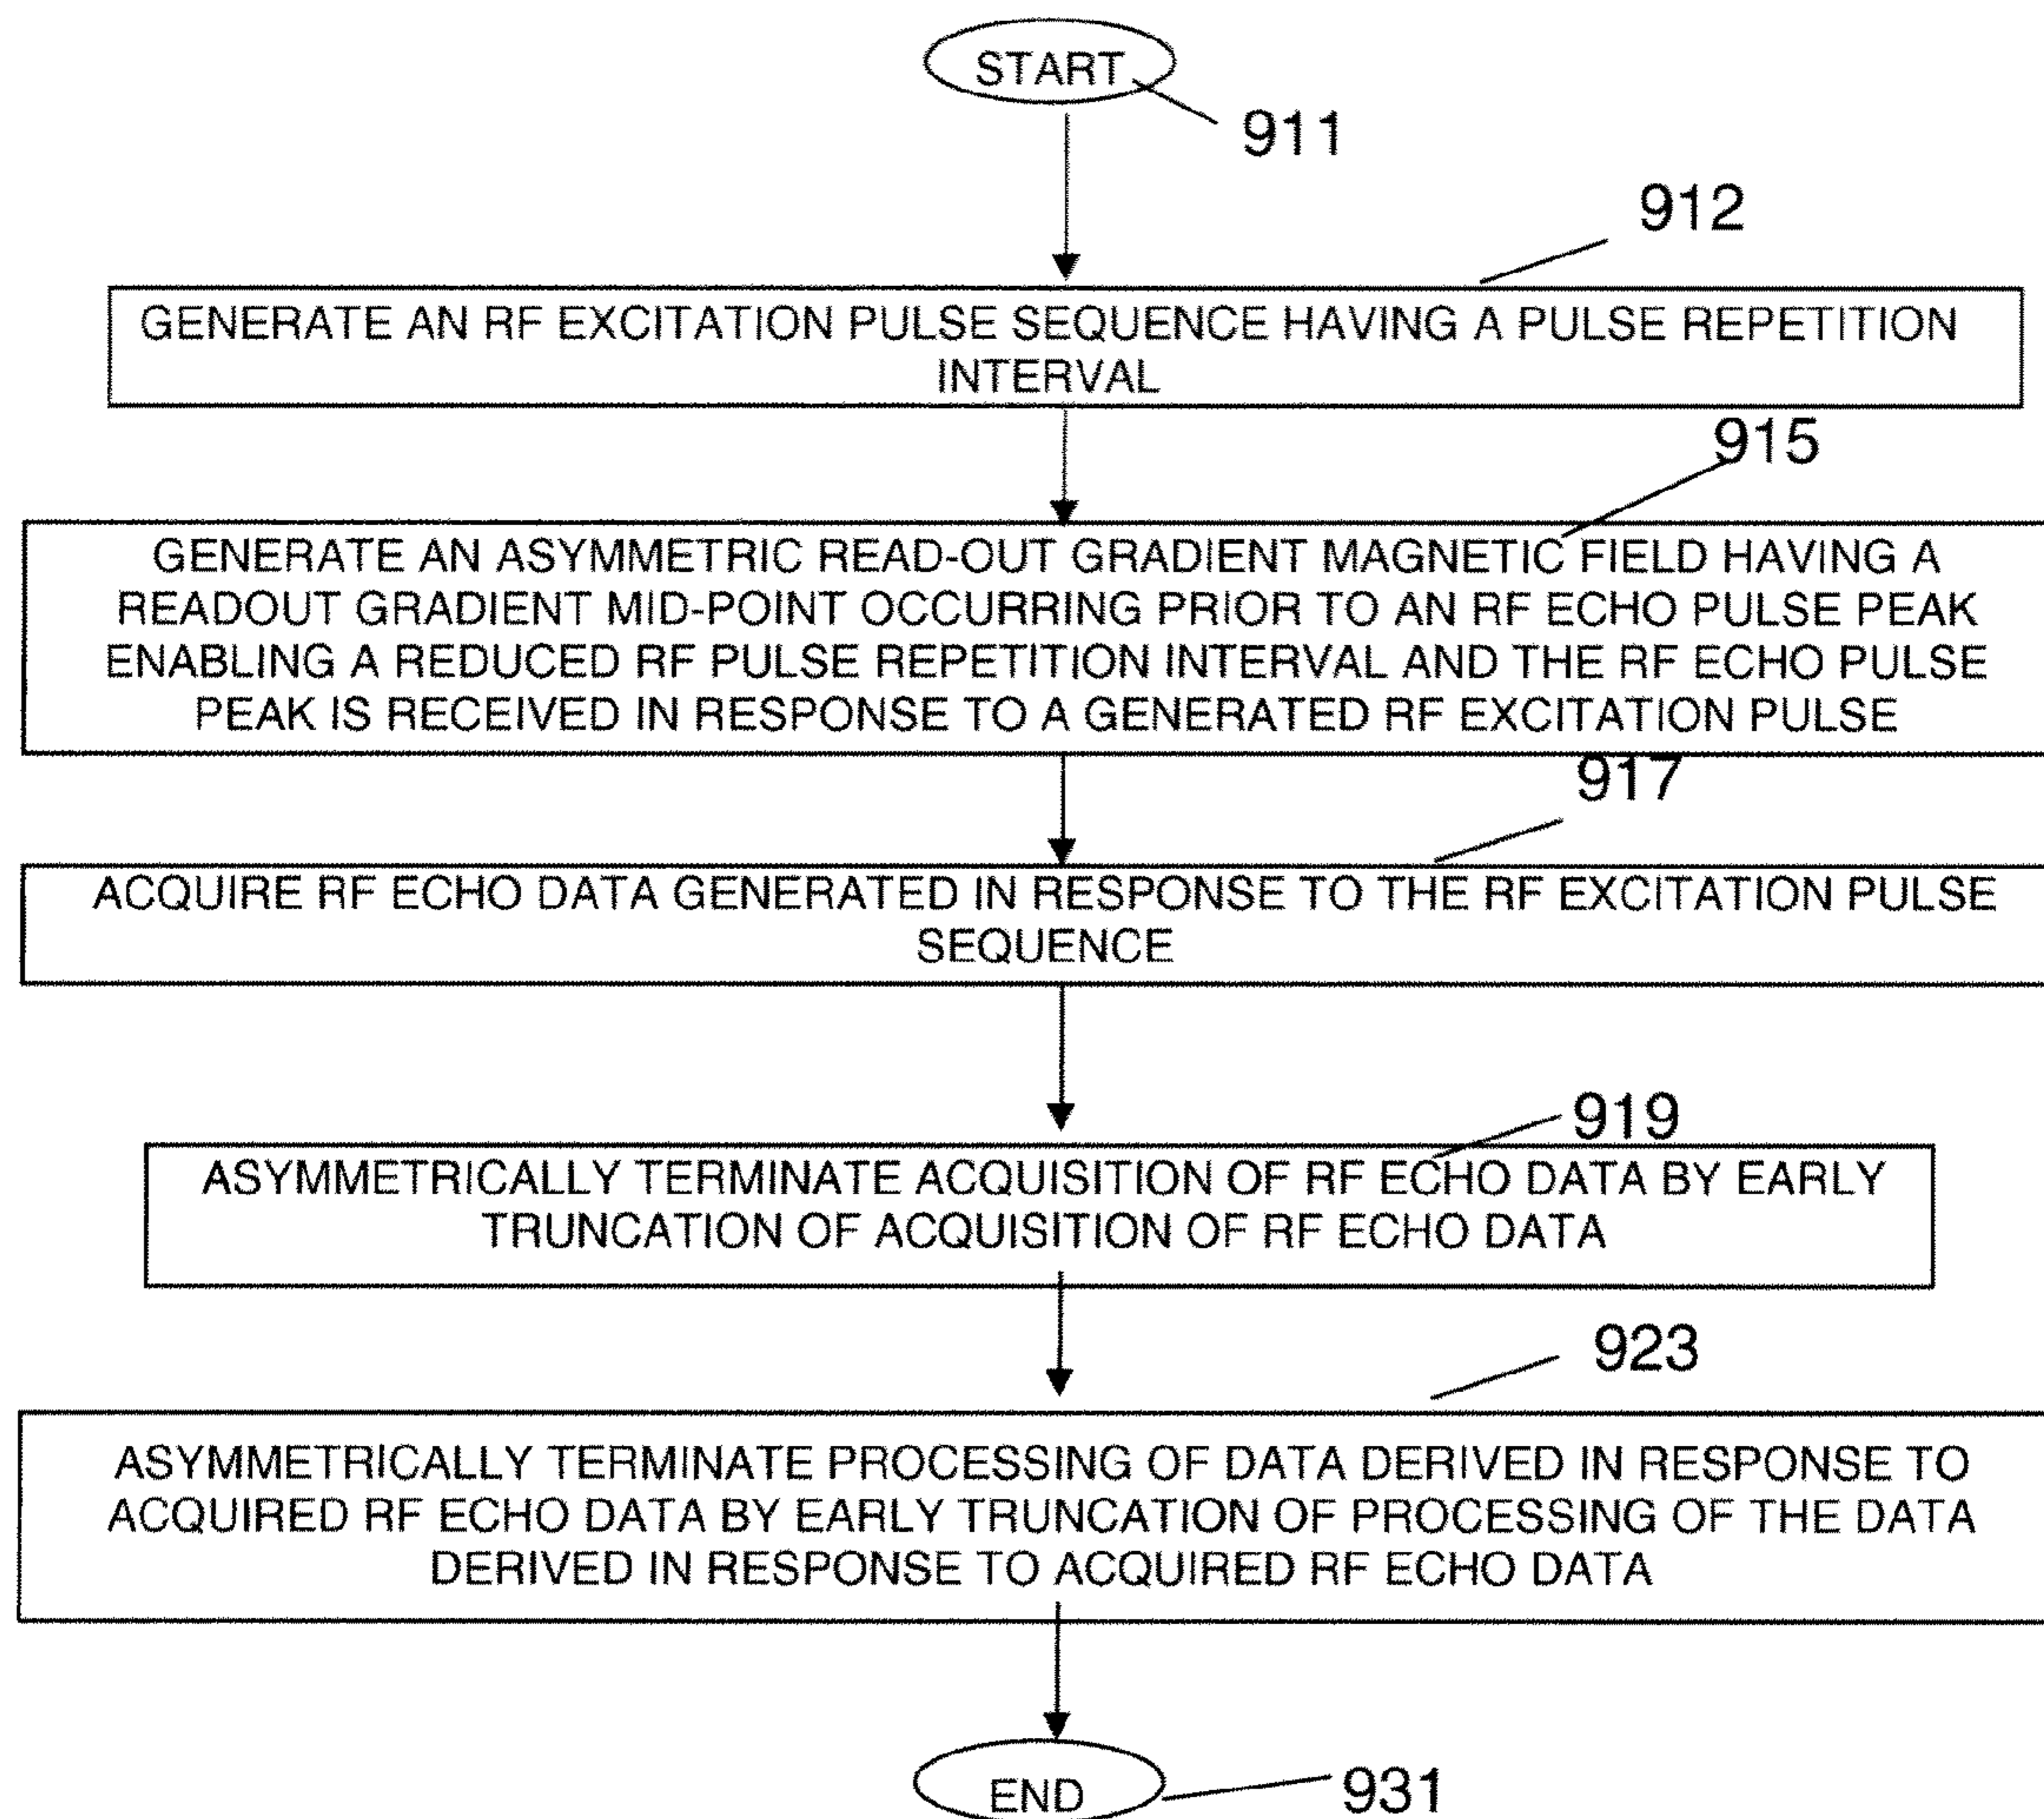 START
911
912
GENERATE AN RF EXCITATION PULSE SEQUENCE HAVING A PULSE REPETITION
INTERVAL
915
GENERATE AN ASYMMETRIC READ-OUT GRADIENT MAGNETIC FIELD HAVING A
READOUT GRADIENT MID-POINT OCCURRING PRIOR TO AN RF ECHO PULSE PEAK
ENABLING A REDUCED RF PULSE REPETITION INTERVAL AND THE RF ECHO PULSE
PEAK IS RECEIVED IN RESPONSE TO A GENERATED RF EXCITATION PULSE
917
ACQUIRE RF ECHO DATA GENERATED IN RESPONSE TO THE RF EXCITATION PULSE
SEQUENCE
919
ASYMMETRICALLY TERMINATE ACQUISITION OF RF ECHO DATA BY EARLY
TRUNCATION OF ACQUISITION OF RF ECHO DATA
923
ASYMMETRICALLY TERMINATE PROCESSING OF DATA DERIVED IN RESPONSE TO
ACQUIRED RF ECHO DATA BY EARLY TRUNCATION OF PROCESSING OF THE DATA
DERIVED IN RESPONSE TO ACQUIRED RF ECHO DATA
END
931